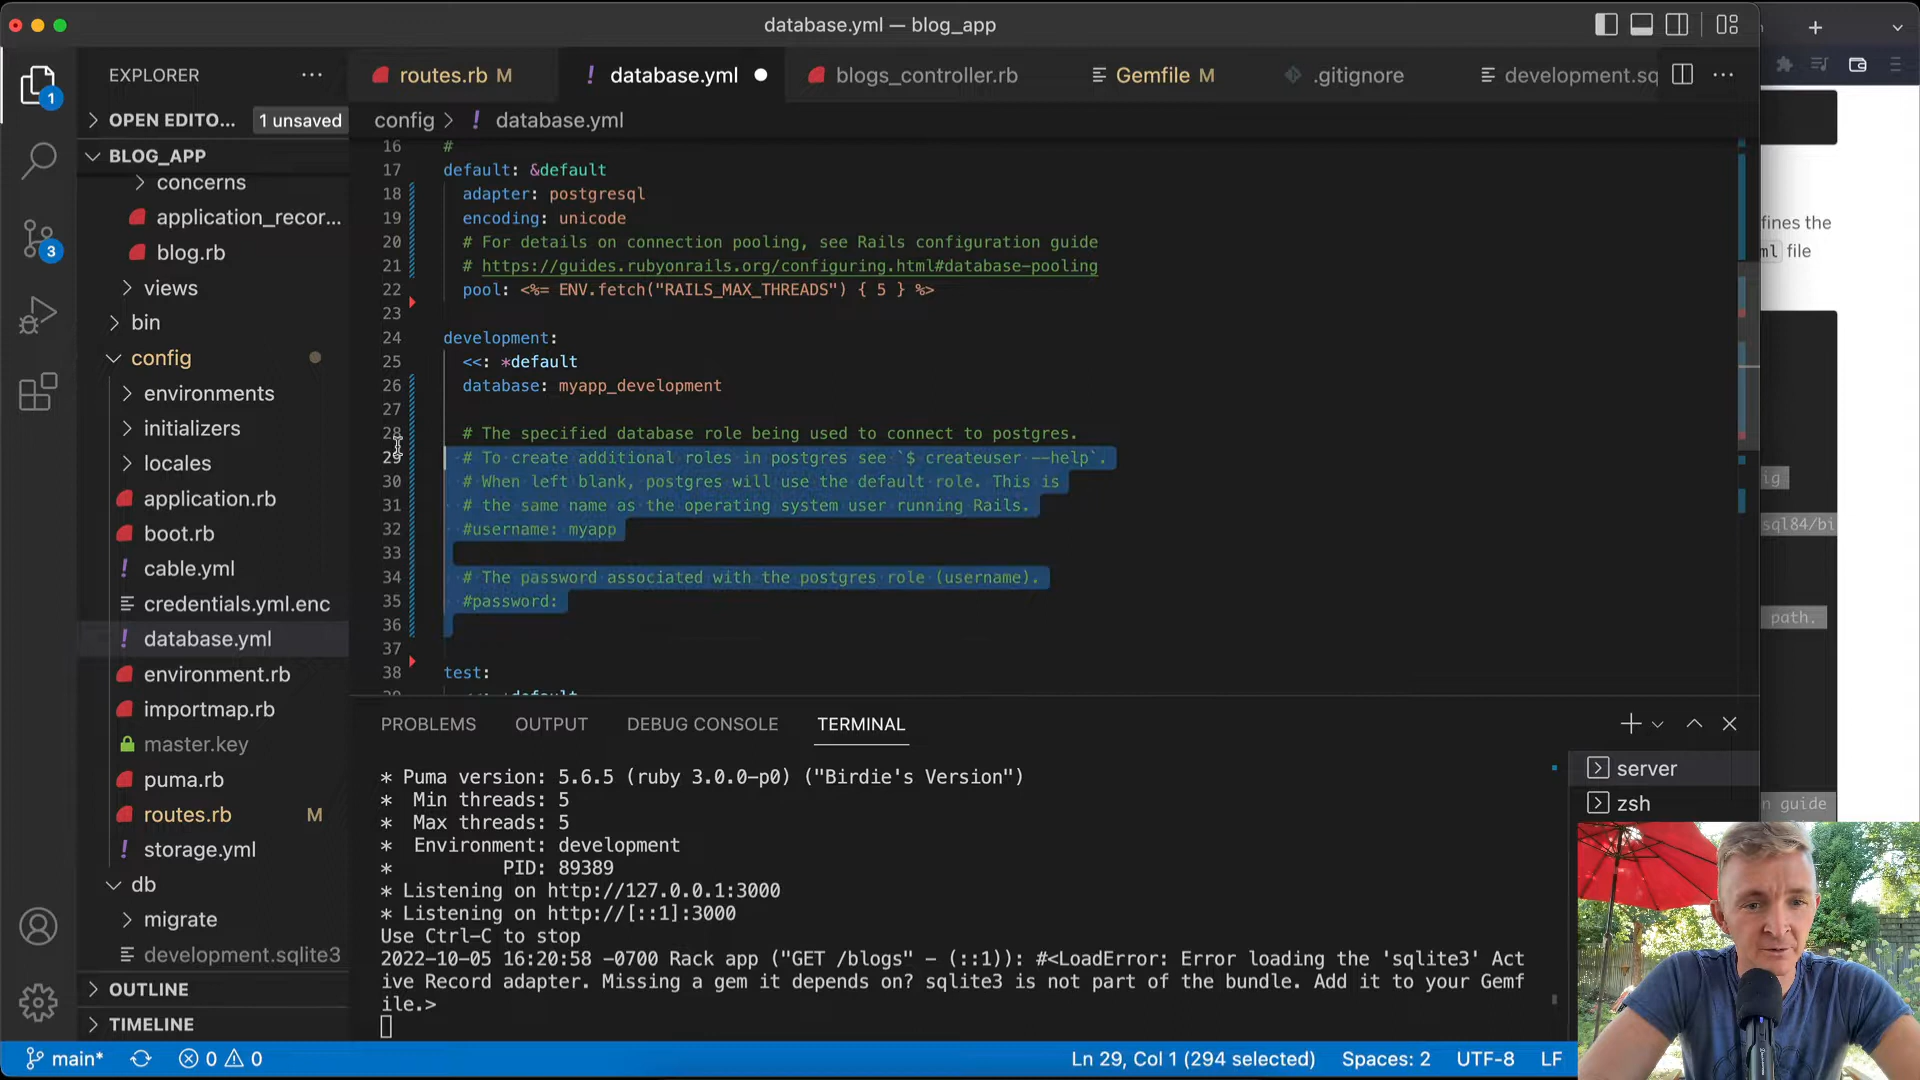 database.yml — blog_app
EXPLORER
routes.rb M
database.yml
blogs_controller.rb
Gemfile M
.gitignore
development.sq
1
OPEN EDITO...
1 unsaved
config > ! database.yml
BLOG_APP
concerns
application_recor...
blog.rb
views
bin
config
environments
initializers
locales
application.rb
boot.rb
cable.yml
credentials.yml.enc
database.yml
environment.rb
importmap.rb
master.key
puma.rb
routes.rb M
storage.yml
db
migrate
development.sqlite3
OUTLINE
TIMELINE
3
16 #
17 default: &default
18 adapter: postgresql
19 encoding: unicode
20 # For details on connection pooling, see Rails configuration guide
21 # https://guides.rubyonrails.org/configuring.html#database-pooling
22 pool: <%= ENV.fetch("RAILS_MAX_THREADS") { 5 } %>
23
24 development:
25 <<: *default
26 database: myapp_development
27
28 # The specified database role being used to connect to postgres.
29 # To create additional roles in postgres see `$ createuser --help`.
30 # When left blank, postgres will use the default role. This is
31 # the same name as the operating system user running Rails.
32 #username: myapp
33
34 # The password associated with the postgres role (username).
35 #password:
36
37
38 test:
39 <<: *default
PROBLEMS OUTPUT DEBUG CONSOLE TERMINAL
* Puma version: 5.6.5 (ruby 3.0.0-p0) ("Birdie's Version")
* Min threads: 5
* Max threads: 5
* Environment: development
* PID: 89389
* Listening on http://127.0.0.1:3000
* Listening on http://[::1]:3000
Use Ctrl-C to stop
2022-10-05 16:20:58 -0700 Rack app ("GET /blogs" - (::1)): #<LoadError: Error loading the 'sqlite3' Act
ive Record adapter. Missing a gem it depends on? sqlite3 is not part of the bundle. Add it to your Gemf
ile.>
server
zsh
fines the
ml file
ig
sql84/bi
path.
n guide
main*
0 0
Ln 29, Col 1 (294 selected)
Spaces: 2
UTF-8
LF